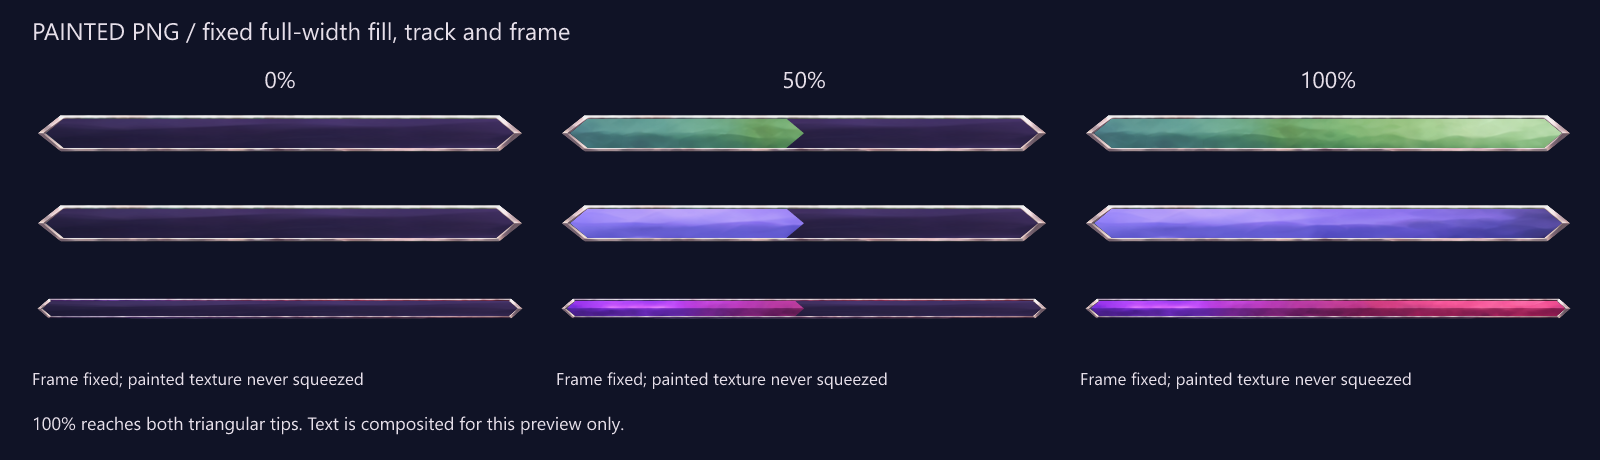 PAINTED PNG / fixed full-width fill, track and frame
0%
50%
100%
Frame fixed; painted texture never squeezed
Frame fixed; painted texture never squeezed
Frame fixed; painted texture never squeezed
100% reaches both triangular tips. Text is composited for this preview only.